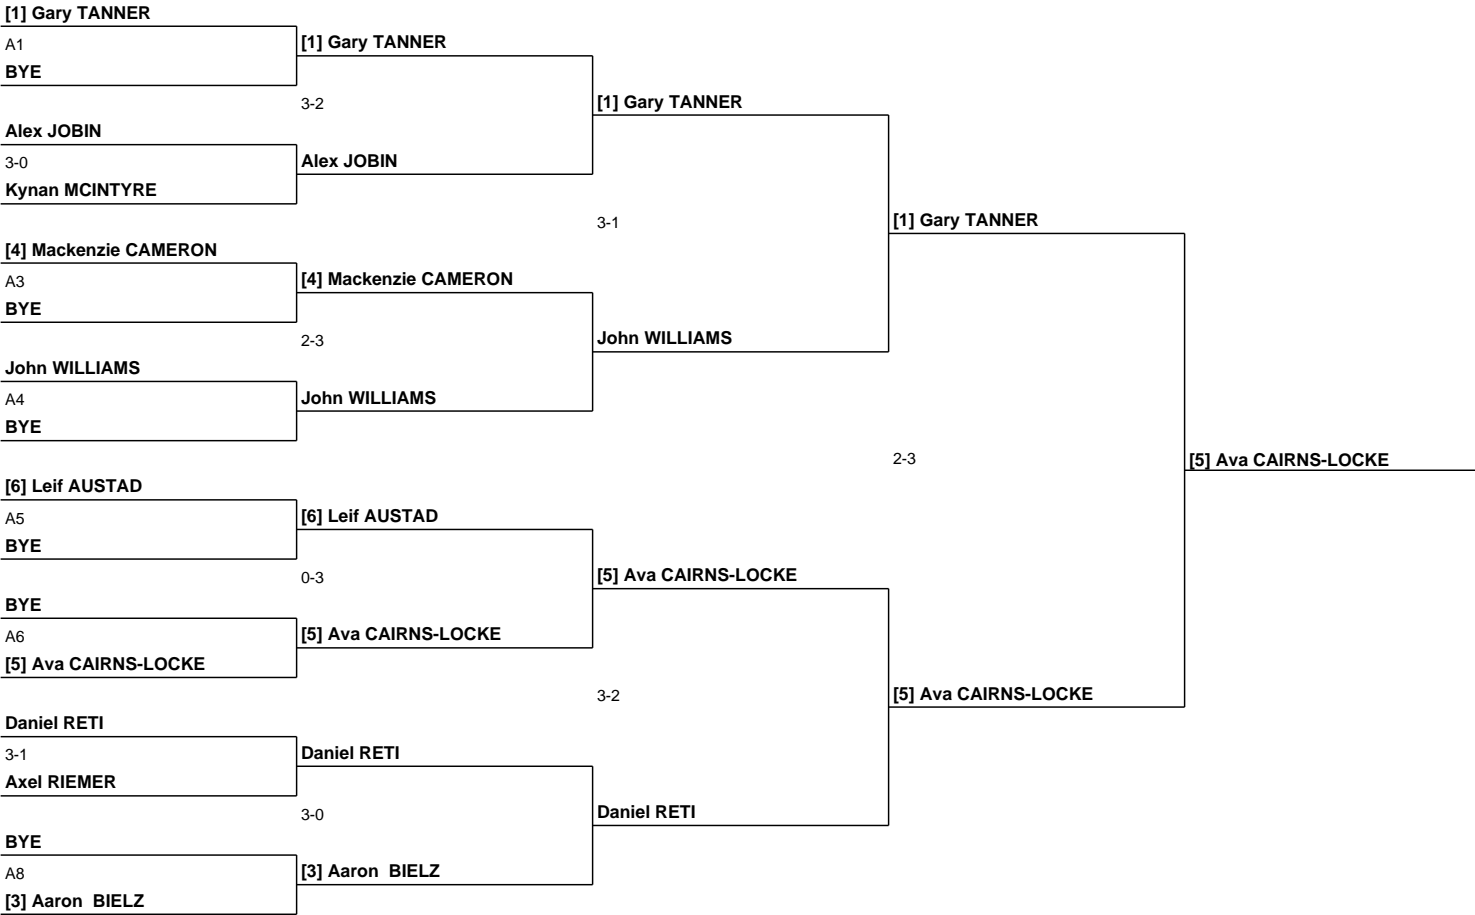 [1] Gary TANNER
A1
BYE
Alex JOBIN
3-0
Kynan MCINTYRE
[4] Mackenzie CAMERON
A3
BYE
John WILLIAMS
A4
BYE
[6] Leif AUSTAD
A5
BYE
BYE
A6
[5] Ava CAIRNS-LOCKE
Daniel RETI
3-1
Axel RIEMER
BYE
A8
[3] Aaron BIELZ
[1] Gary TANNER
3-2
Alex JOBIN
[4] Mackenzie CAMERON
2-3
John WILLIAMS
[6] Leif AUSTAD
0-3
[5] Ava CAIRNS-LOCKE
Daniel RETI
3-0
[3] Aaron BIELZ
[1] Gary TANNER
3-1
John WILLIAMS
[5] Ava CAIRNS-LOCKE
3-2
Daniel RETI
[1] Gary TANNER
2-3
[5] Ava CAIRNS-LOCKE
[5] Ava CAIRNS-LOCKE